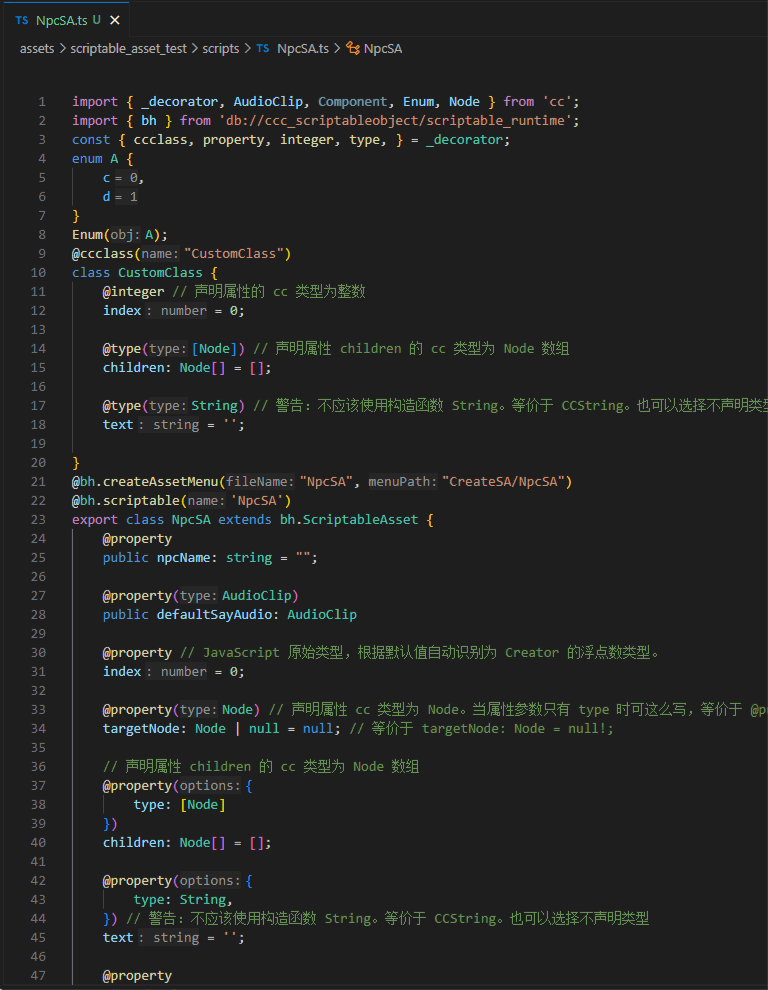 TS NpcSA.ts U ×
assets > scriptable_asset_test > scripts > TS NpcSA.ts > NpcSA
1 import { _decorator, AudioClip, Component, Enum, Node } from 'cc';
2 import { bh } from 'db://ccc_scriptableobject/scriptable_runtime';
3 const { ccclass, property, integer, type, } = _decorator;
4 enum A {
5 c = 0,
6 d = 1
7 }
8 Enum(obj: A);
9 @ccclass(name: "CustomClass")
10 class CustomClass {
11 @integer // 声明属性的 cc 类型为整数
12 index: number = 0;
13
14 @type(type: [Node]) // 声明属性 children 的 cc 类型为 Node 数组
15 children: Node[] = [];
16
17 @type(type: String) // 警告：不应该使用构造函数 String。等价于 CCString。也可以选择不声明类型
18 text: string = '';
19
20 }
21 @bh.createAssetMenu(fileName: "NpcSA", menuPath: "CreateSA/NpcSA")
22 @bh.scriptable(name: 'NpcSA')
23 export class NpcSA extends bh.ScriptableAsset {
24 @property
25 public npcName: string = "";
26
27 @property(type: AudioClip)
28 public defaultSayAudio: AudioClip
29
30 @property // JavaScript 原始类型，根据默认值自动识别为 Creator 的浮点数类型。
31 index: number = 0;
32
33 @property(type: Node) // 声明属性 cc 类型为 Node。当属性参数只有 type 时可这么写，等价于 @p
34 targetNode: Node | null = null; // 等价于 targetNode: Node = null!;
35
36 // 声明属性 children 的 cc 类型为 Node 数组
37 @property(options: {
38 type: [Node]
39 })
40 children: Node[] = [];
41
42 @property(options: {
43 type: String,
44 }) // 警告：不应该使用构造函数 String。等价于 CCString。也可以选择不声明类型
45 text: string = '';
46
47 @property